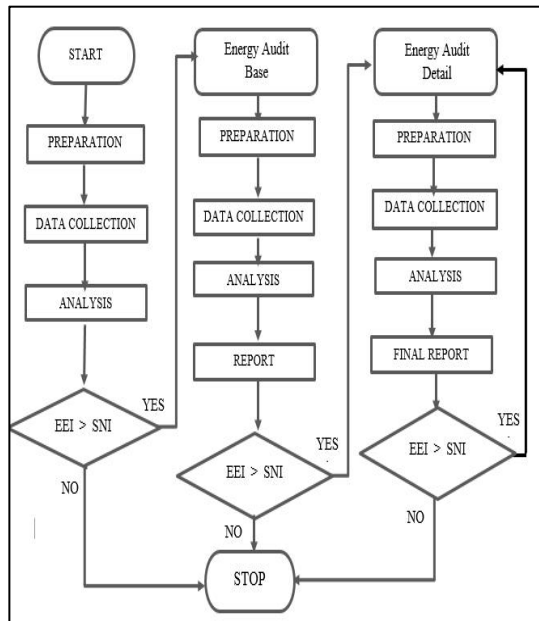 START
PREPARATION
DATA COLLECTION
ANALYSIS
EEI > SNI
YES
NO
Energy Audit
Base
PREPARATION
DATA COLLECTION
ANALYSIS
REPORT
EEI > SNI
YES
NO
Energy Audit
Detail
PREPARATION
DATA COLLECTION
ANALYSIS
FINAL REPORT
EEI > SNI
YES
NO
STOP